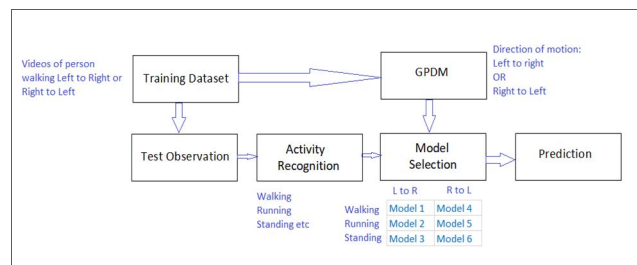 Videos of person
walking Left to Right or
Right to Left
Training Dataset
GPDM
Direction of motion:
Left to right
OR
Right to Left
Test Observation
Activity
Recognition
Model
Selection
Prediction
Walking
Running
Standing etc
L to R R to L
Walking Model 1 Model 4
Running Model 2 Model 5
Standing Model 3 Model 6